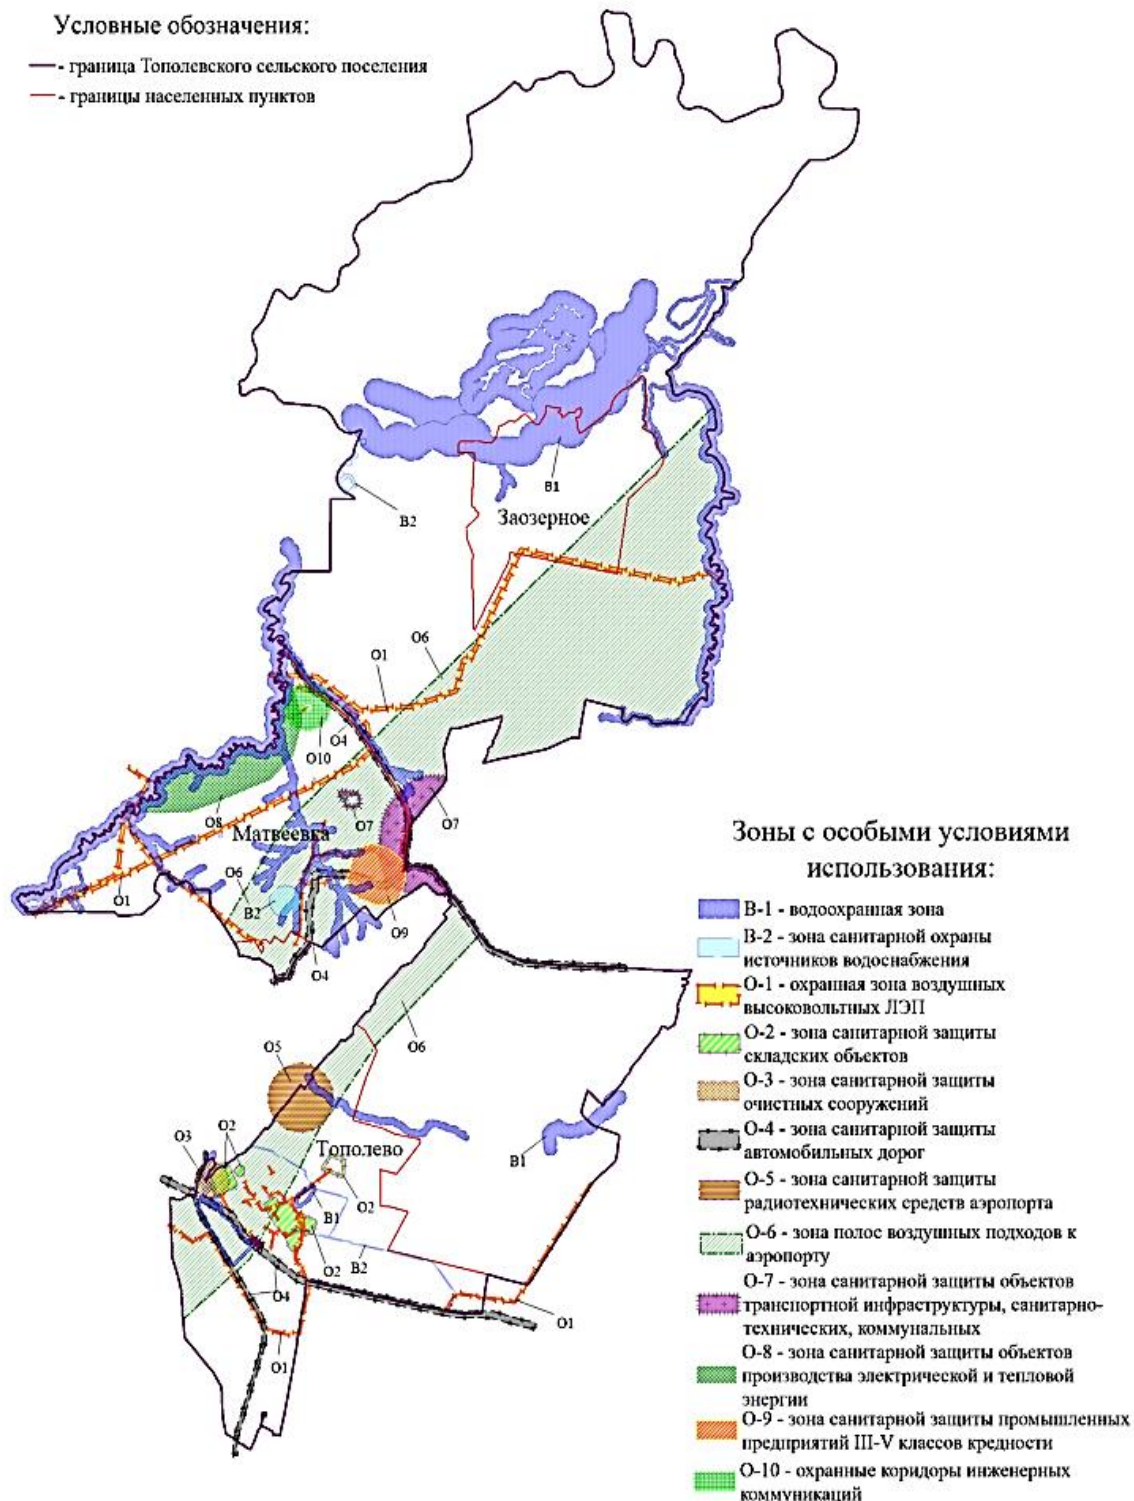 Условные обозначения:
- граница Тополевского сельского поселения
- границы населенных пунктов
В1
В2
Заозерное
О6
О1
О4
О10
О8
О7
О7
Матвеевка
О6
В2
О1
О9
О4
О6
О5
О3
О2
Тополево
О2
В1
В1
О2
В2
О4
О1
О1
Зоны с особыми условиями
использования:
В-1 - водоохранная зона
В-2 - зона санитарной охраны
источников водоснабжения
О-1 - охранная зона воздушных
высоковольтных ЛЭП
О-2 - зона санитарной защиты
складских объектов
О-3 - зона санитарной защиты
очистных сооружений
О-4 - зона санитарной защиты
автомобильных дорог
О-5 - зона санитарной защиты
радиотехнических средств аэропорта
О-6 - зона полос воздушных подходов к
аэропорту
О-7 - зона санитарной защиты объектов
транспортной инфраструктуры, санитарно-
технических, коммунальных
О-8 - зона санитарной защиты объектов
производства электрической и тепловой
энергии
О-9 - зона санитарной защиты промышленных
предприятий III-V классов кредности
О-10 - охранные коридоры инженерных
коммуникаций